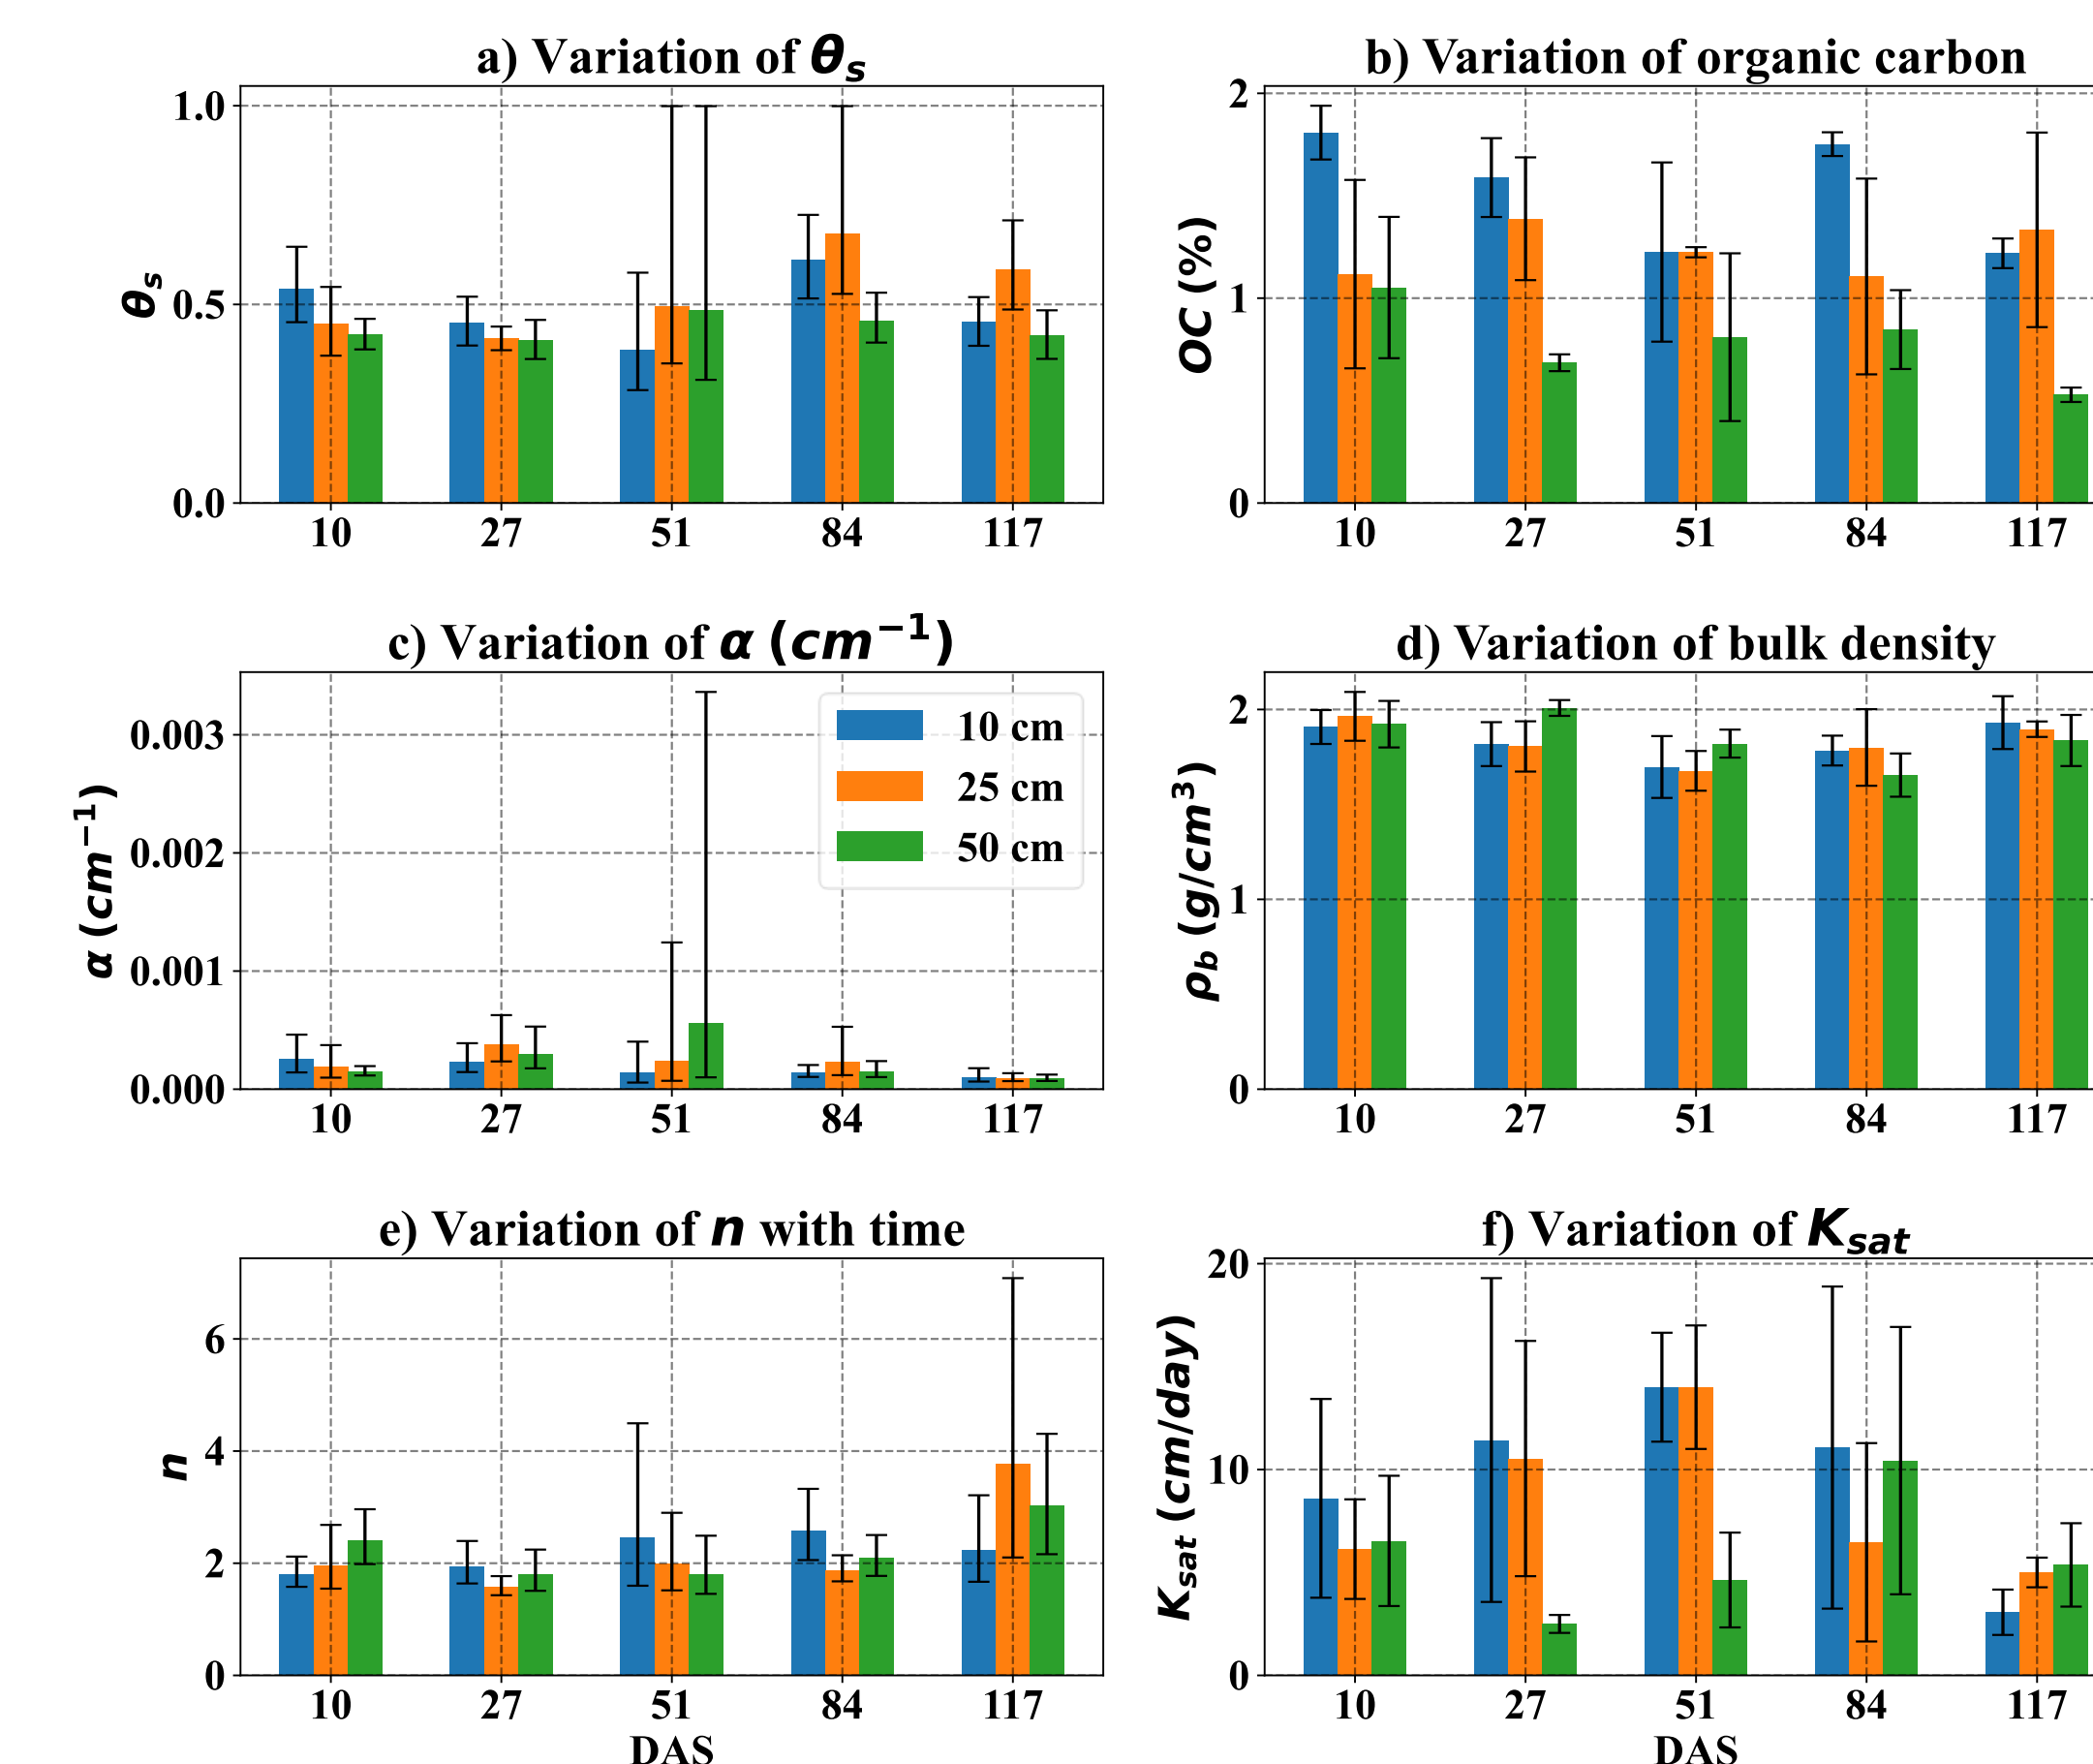 a) Variation of θs
1.0
0.5
0.0
θs
10 27 51 84 117
b) Variation of organic carbon
2
1
0
OC (%)
10 27 51 84 117
c) Variation of α (cm⁻¹)
0.003
0.002
0.001
0.000
α (cm⁻¹)
10 cm
25 cm
50 cm
10 27 51 84 117
d) Variation of bulk density
2
1
0
ρb (g/cm³)
10 27 51 84 117
e) Variation of n with time
6
4
2
0
n
10 27 51 84 117
DAS
f) Variation of Ksat
20
10
0
Ksat (cm/day)
10 27 51 84 117
DAS